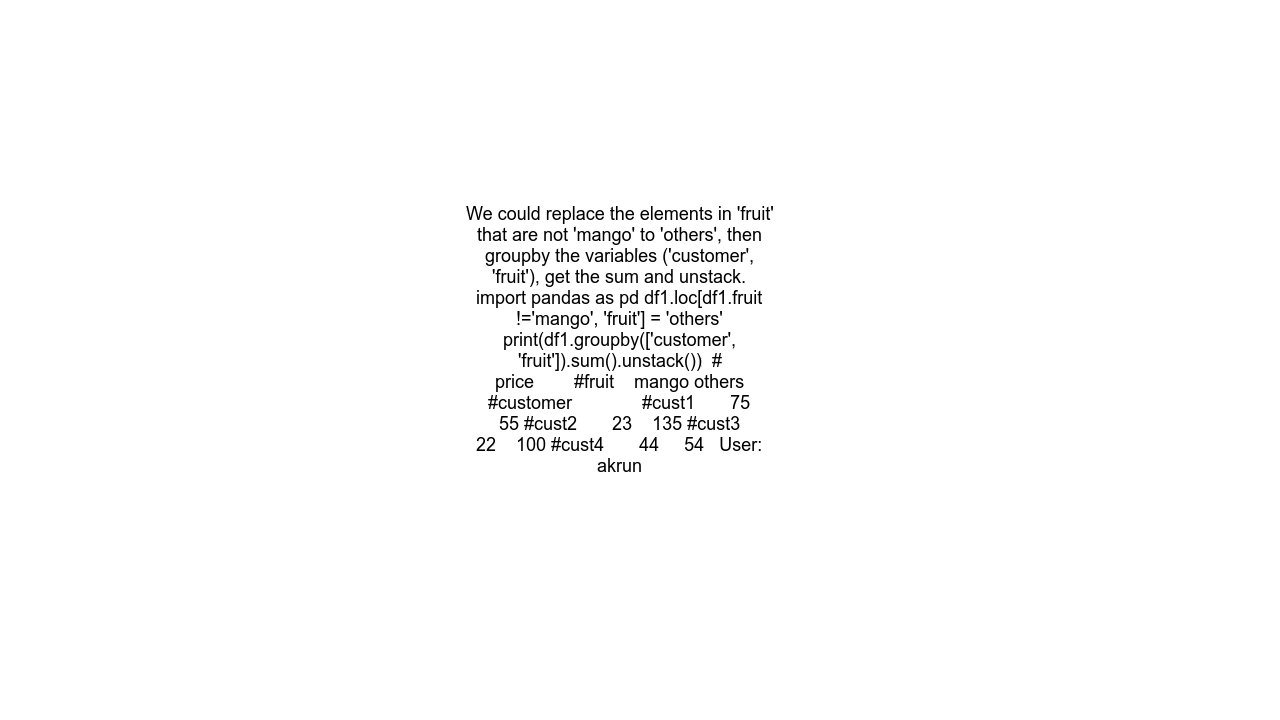 We could replace the elements in 'fruit'
that are not 'mango' to 'others', then
groupby the variables ('customer',
'fruit'), get the sum and unstack.
import pandas as pd df1.loc[df1.fruit
!='mango', 'fruit'] = 'others'
print(df1.groupby(['customer',
'fruit']).sum().unstack())  #
price        #fruit    mango others
#customer              #cust1       75
55 #cust2       23    135 #cust3
22    100 #cust4       44     54   User:
akrun